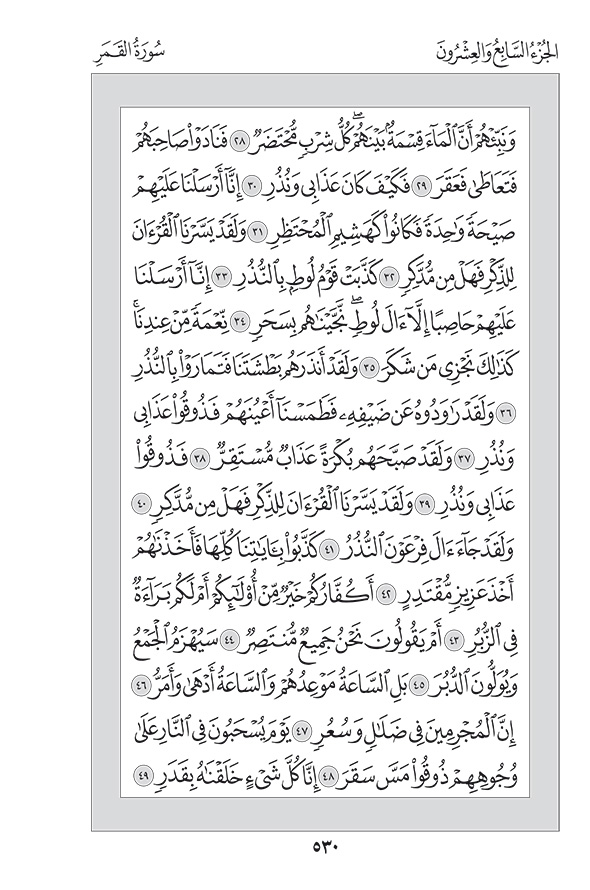 الجُزْءُ السَّابِعُ وَالعِشْرُونَ
سُورَةُ القَمَرِ
وَنَبِّئْهُمْ أَنَّ ٱلْمَآءَ قِسْمَةٌۢ بَيْنَهُمْۖ كُلُّ شِرْبٍ مُّحْتَضَرٌ ٢٨ فَنَادَوْا۟ صَاحِبَهُمْ
فَتَعَاطَىٰ فَعَقَرَ ٢٩ فَكَيْفَ كَانَ عَذَابِى وَنُذُرِ ٣٠ إِنَّآ أَرْسَلْنَا عَلَيْهِمْ
صَيْحَةً وَٰحِدَةً فَكَانُوا۟ كَهَشِيمِ ٱلْمُحْتَظِرِ ٣١ وَلَقَدْ يَسَّرْنَا ٱلْقُرْءَانَ
لِلذِّكْرِ فَهَلْ مِن مُّدَّكِرٍ ٣٢ كَذَّبَتْ قَوْمُ لُوطٍۭ بِٱلنُّذُرِ ٣٣ إِنَّآ أَرْسَلْنَا
عَلَيْهِمْ حَاصِبًا إِلَّآ ءَالَ لُوطٍۖ نَّجَّيْنَٰهُم بِسَحَرٍ ٣٤ نِّعْمَةً مِّنْ عِندِنَاۚ
كَذَٰلِكَ نَجْزِى مَن شَكَرَ ٣٥ وَلَقَدْ أَنذَرَهُم بَطْشَتَنَا فَتَمَارَوْا۟ بِٱلنُّذُرِ
٣٦ وَلَقَدْ رَٰوَدُوهُ عَن ضَيْفِهِۦ فَطَمَسْنَآ أَعْيُنَهُمْ فَذُوقُوا۟ عَذَابِى
وَنُذُرِ ٣٧ وَلَقَدْ صَبَّحَهُم بُكْرَةً عَذَابٌ مُّسْتَقِرٌّ ٣٨ فَذُوقُوا۟
عَذَابِى وَنُذُرِ ٣٩ وَلَقَدْ يَسَّرْنَا ٱلْقُرْءَانَ لِلذِّكْرِ فَهَلْ مِن مُّدَّكِرٍ ٤٠
وَلَقَدْ جَآءَ ءَالَ فِرْعَوْنَ ٱلنُّذُرُ ٤١ كَذَّبُوا۟ بِـَٔايَٰتِنَا كُلِّهَا فَأَخَذْنَٰهُمْ
أَخْذَ عَزِيزٍ مُّقْتَدِرٍ ٤٢ أَكُفَّارُكُمْ خَيْرٌ مِّنْ أُو۟لَٰٓئِكُمْ أَمْ لَكُم بَرَآءَةٌ
فِى ٱلزُّبُرِ ٤٣ أَمْ يَقُولُونَ نَحْنُ جَمِيعٌ مُّنتَصِرٌ ٤٤ سَيُهْزَمُ ٱلْجَمْعُ
وَيُوَلُّونَ ٱلدُّبُرَ ٤٥ بَلِ ٱلسَّاعَةُ مَوْعِدُهُمْ وَٱلسَّاعَةُ أَدْهَىٰ وَأَمَرُّ ٤٦
إِنَّ ٱلْمُجْرِمِينَ فِى ضَلَٰلٍ وَسُعُرٍ ٤٧ يَوْمَ يُسْحَبُونَ فِى ٱلنَّارِ عَلَىٰ
وُجُوهِهِمْ ذُوقُوا۟ مَسَّ سَقَرَ ٤٨ إِنَّا كُلَّ شَىْءٍ خَلَقْنَٰهُ بِقَدَرٍ ٤٩
٥٣٠